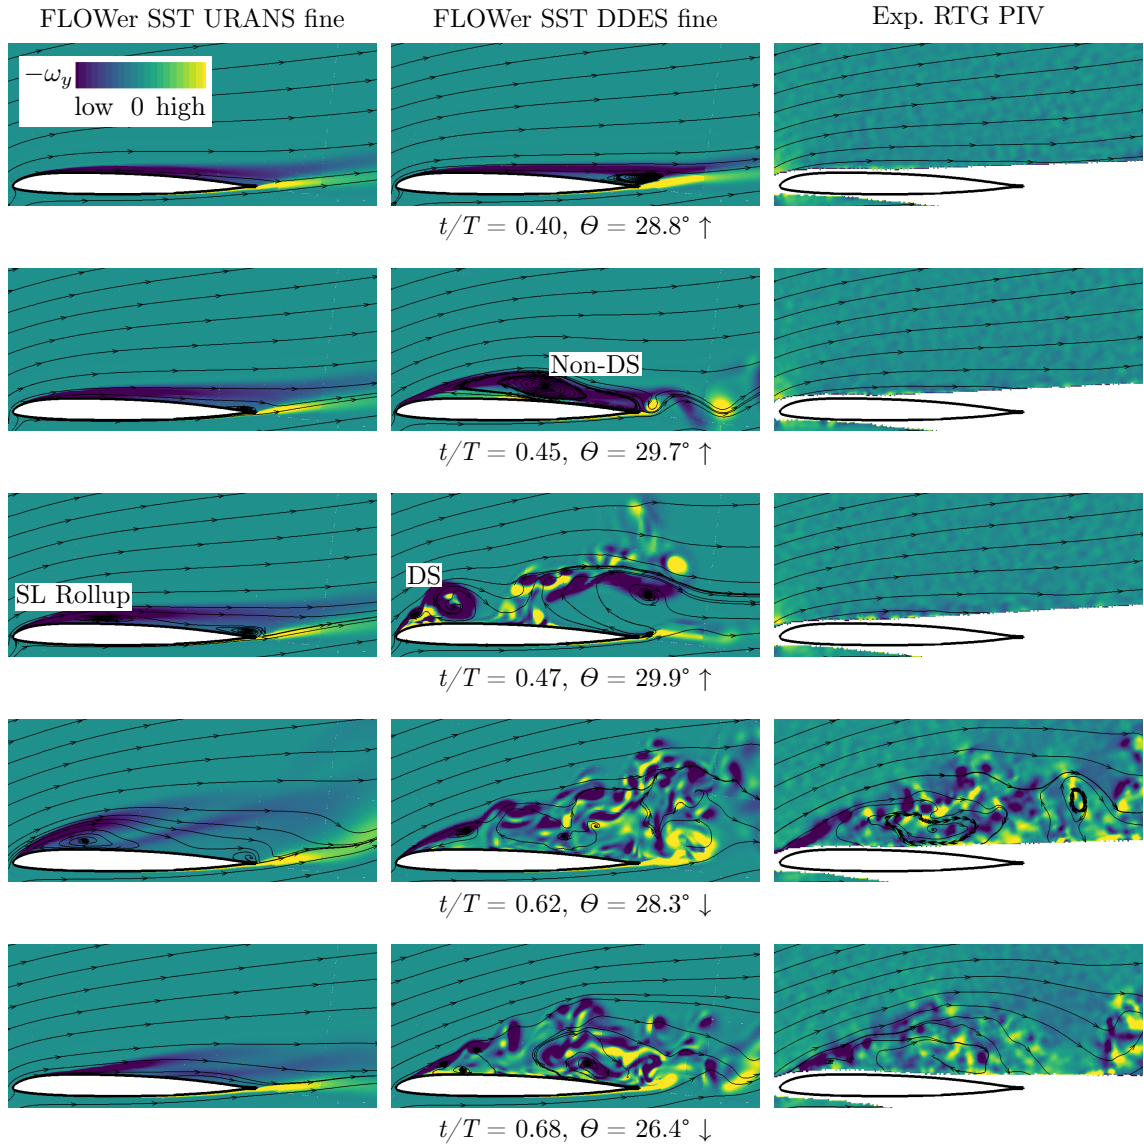 FLOWer SST URANS fine
FLOWer SST DDES fine
Exp. RTG PIV
−ω_y
low 0 high
t/T = 0.40, Θ = 28.8° ↑
Non-DS
t/T = 0.45, Θ = 29.7° ↑
SL Rollup
DS
t/T = 0.47, Θ = 29.9° ↑
t/T = 0.62, Θ = 28.3° ↓
t/T = 0.68, Θ = 26.4° ↓